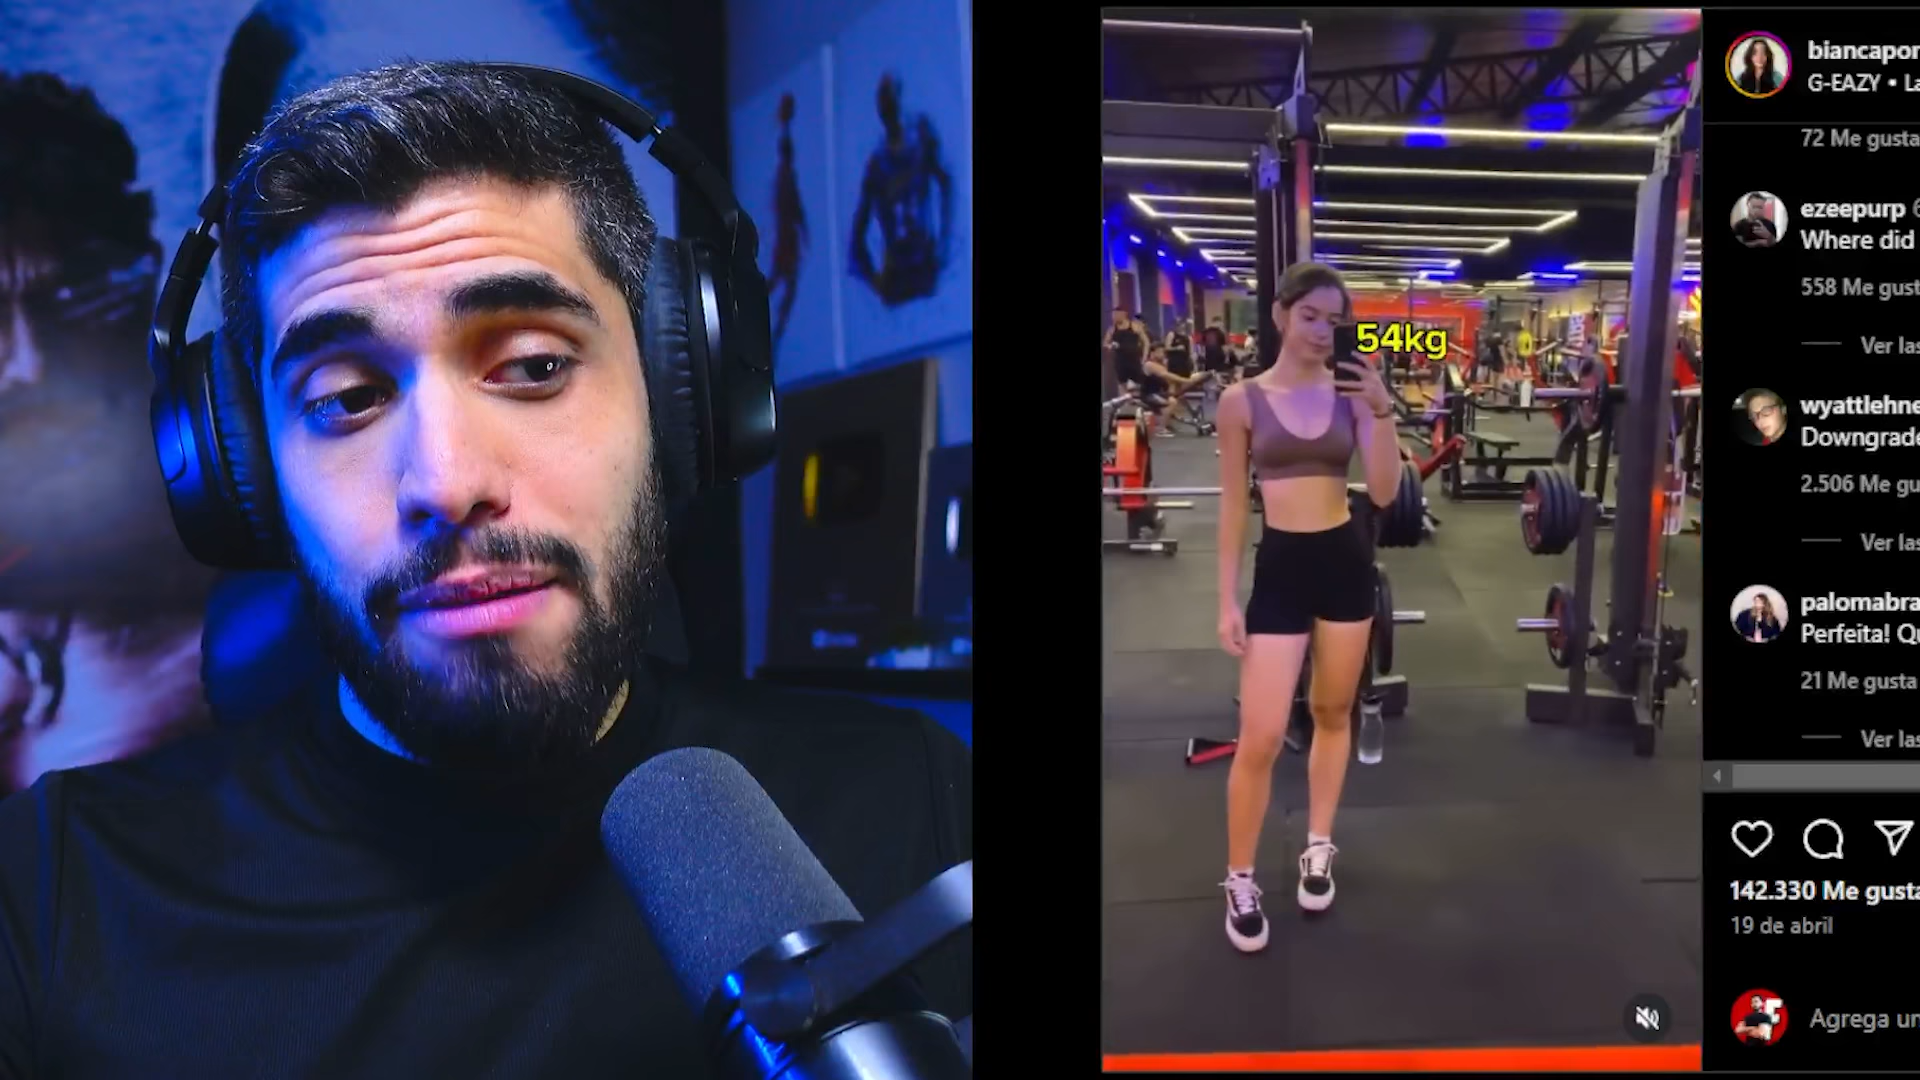 54kg
biancapor
G-EAZY • La
72 Me gusta
ezeepurp
Where did
558 Me gust
Ver las
wyattlehne
Downgrade
2.506 Me gu
Ver las
palomabra
Perfeita! Qu
21 Me gusta
Ver las
142.330 Me gusta
19 de abril
Agrega un